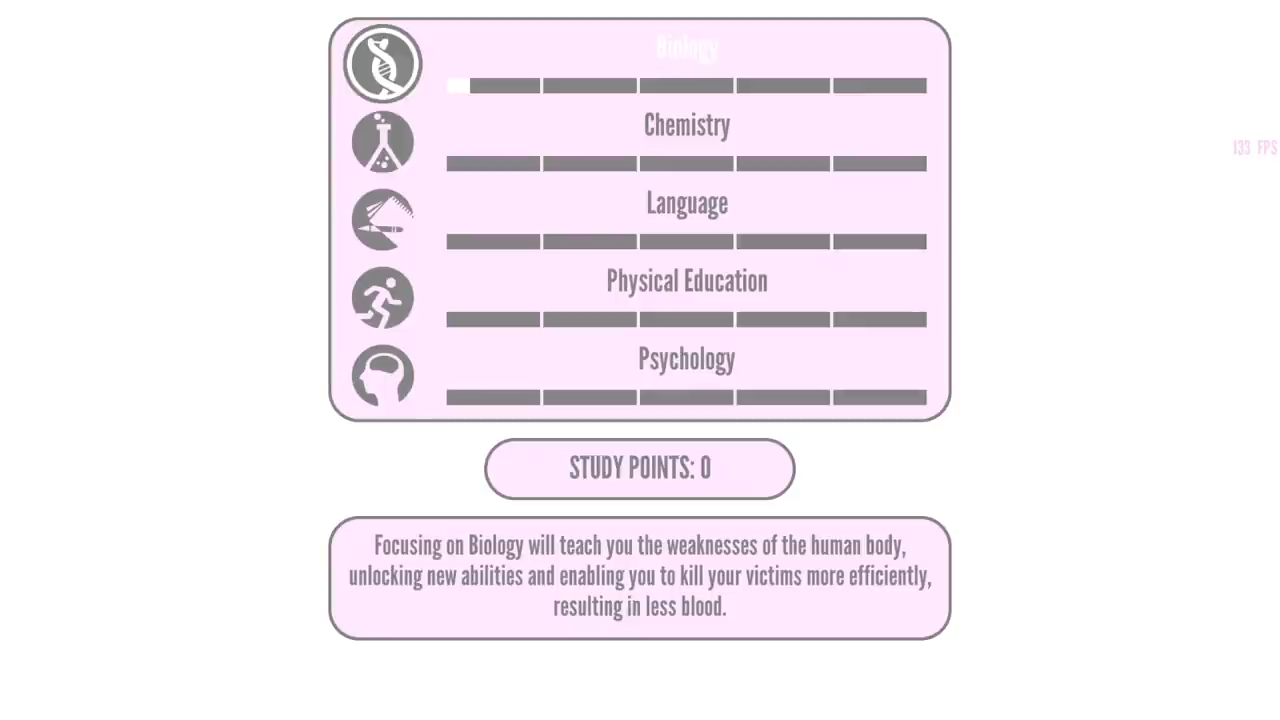 Biology
Chemistry
133 FPS
Language
Physical Education
Psychology
STUDY POINTS: 0
Focusing on Biology will teach you the weaknesses of the human body,
unlocking new abilities and enabling you to kill your victims more efficiently,
resulting in less blood.